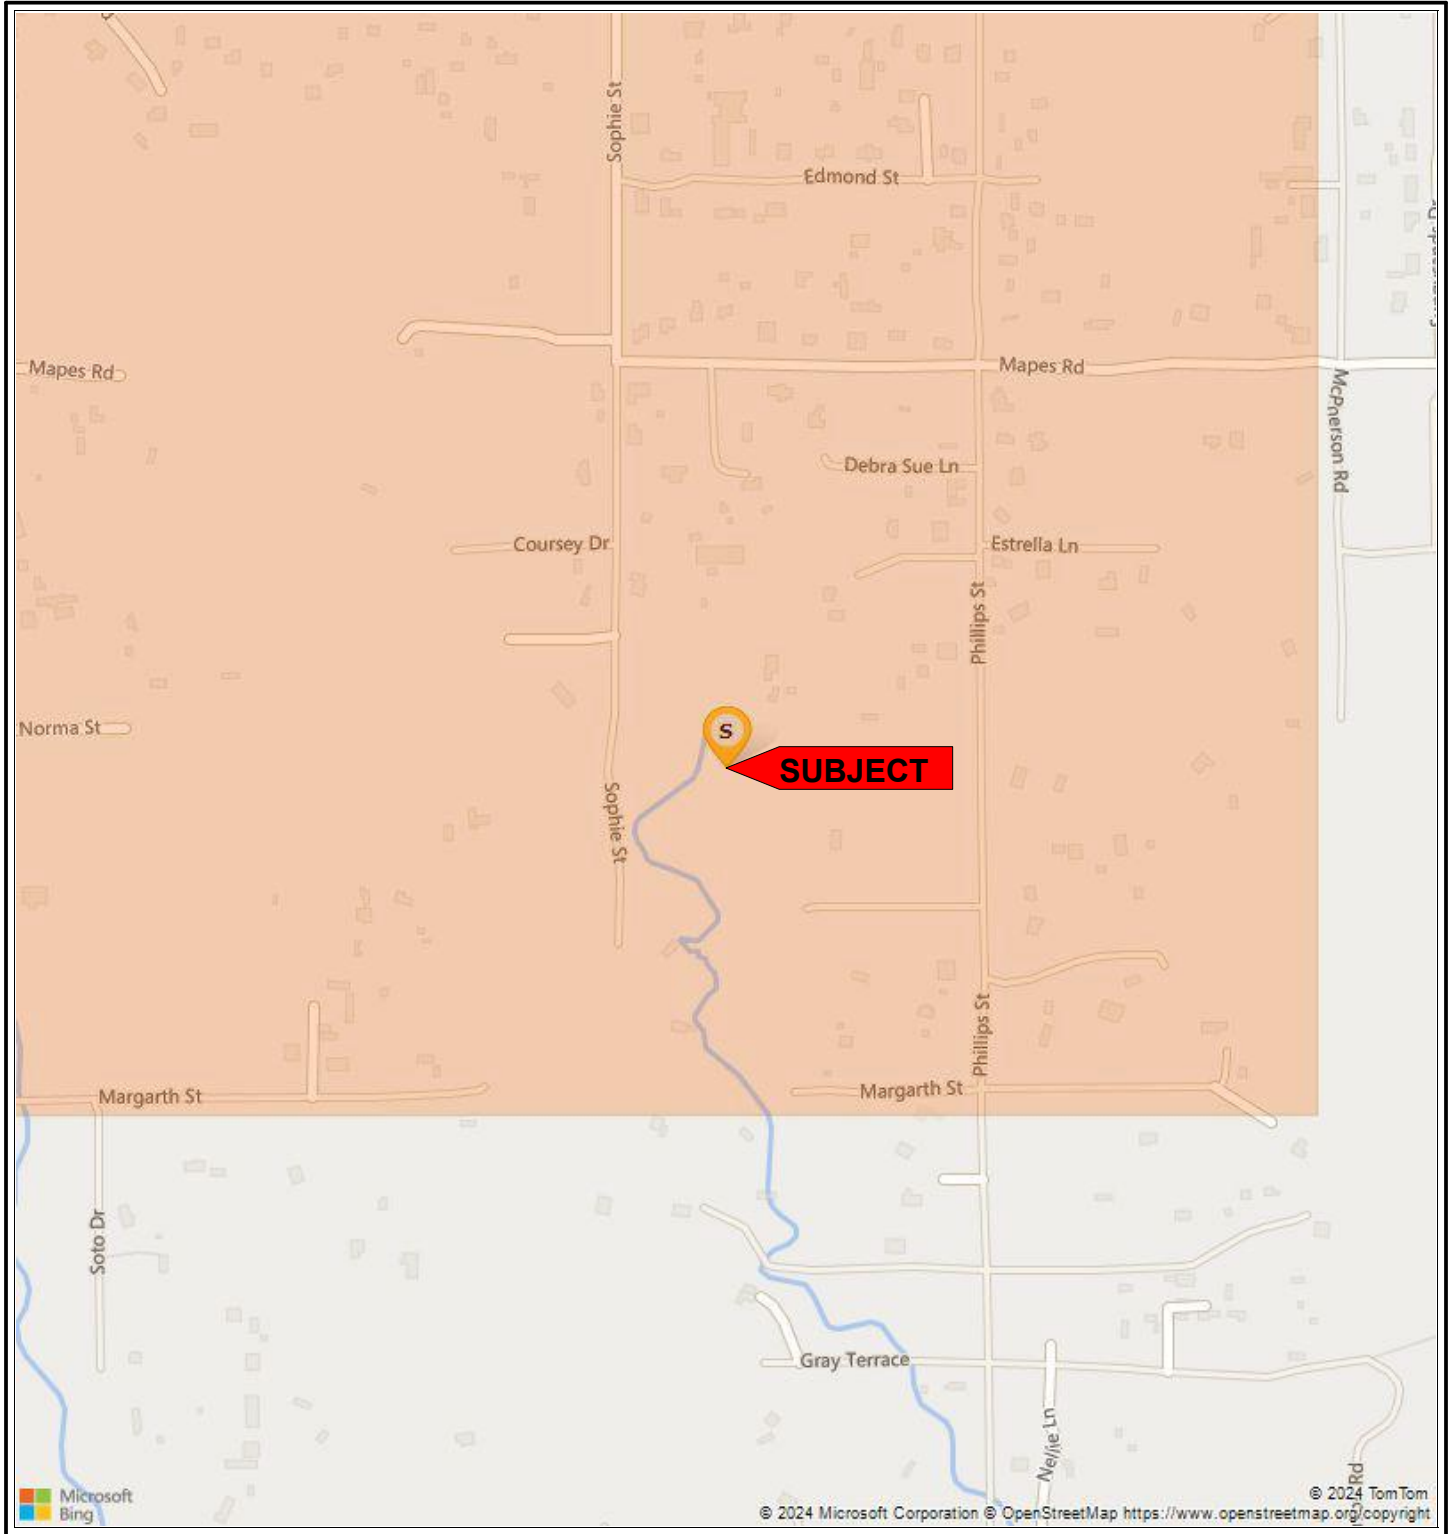 Sophie St
Edmond St
Mapes Rd
Mapes Rd
McPherson Rd
Debra Sue Ln
Coursey Dr
Estrella Ln
Phillips St
Norma St
S
SUBJECT
Sophie St
Phillips St
Margarth St
Margarth St
Soto Dr
Gray Terrace
Nellie Ln
Rd
Microsoft
Bing
© 2024 TomTom
© 2024 Microsoft Corporation © OpenStreetMap https://www.openstreetmap.org/copyright